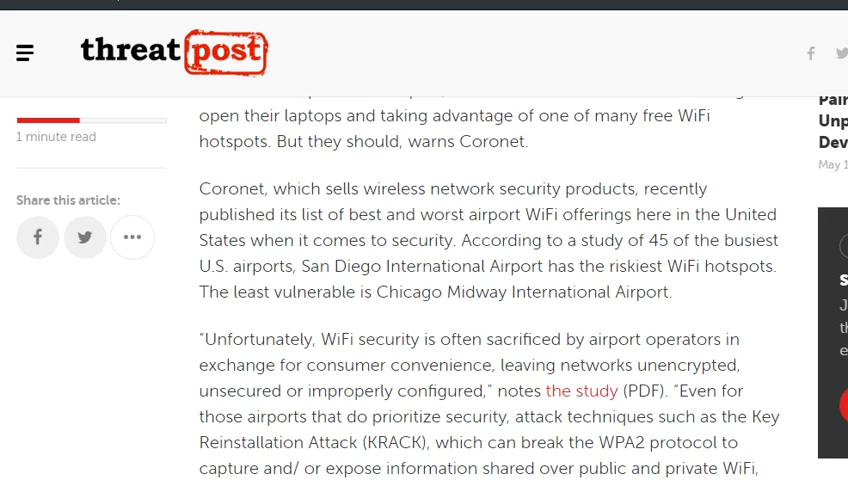 threatpost
open their laptops and taking advantage of one of many free WiFi
hotspots. But they should, warns Coronet.
1 minute read
Share this article:
Coronet, which sells wireless network security products, recently
published its list of best and worst airport WiFi offerings here in the United
States when it comes to security. According to a study of 45 of the busiest
U.S. airports, San Diego International Airport has the riskiest WiFi hotspots.
The least vulnerable is Chicago Midway International Airport.
“Unfortunately, WiFi security is often sacrificed by airport operators in
exchange for consumer convenience, leaving networks unencrypted,
unsecured or improperly configured,” notes the study (PDF). “Even for
those airports that do prioritize security, attack techniques such as the Key
Reinstallation Attack (KRACK), which can break the WPA2 protocol to
capture and/ or expose information shared over public and private WiFi,
May 1